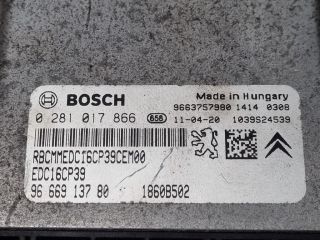 BOSCH
Made in Hungary
9663757980 1414 0308
0 281 017 866 858 11-04-20 1039S24539
RBCMMEDC16CP39CEM00
EDC16CP39
96 669 137 80 1860B502